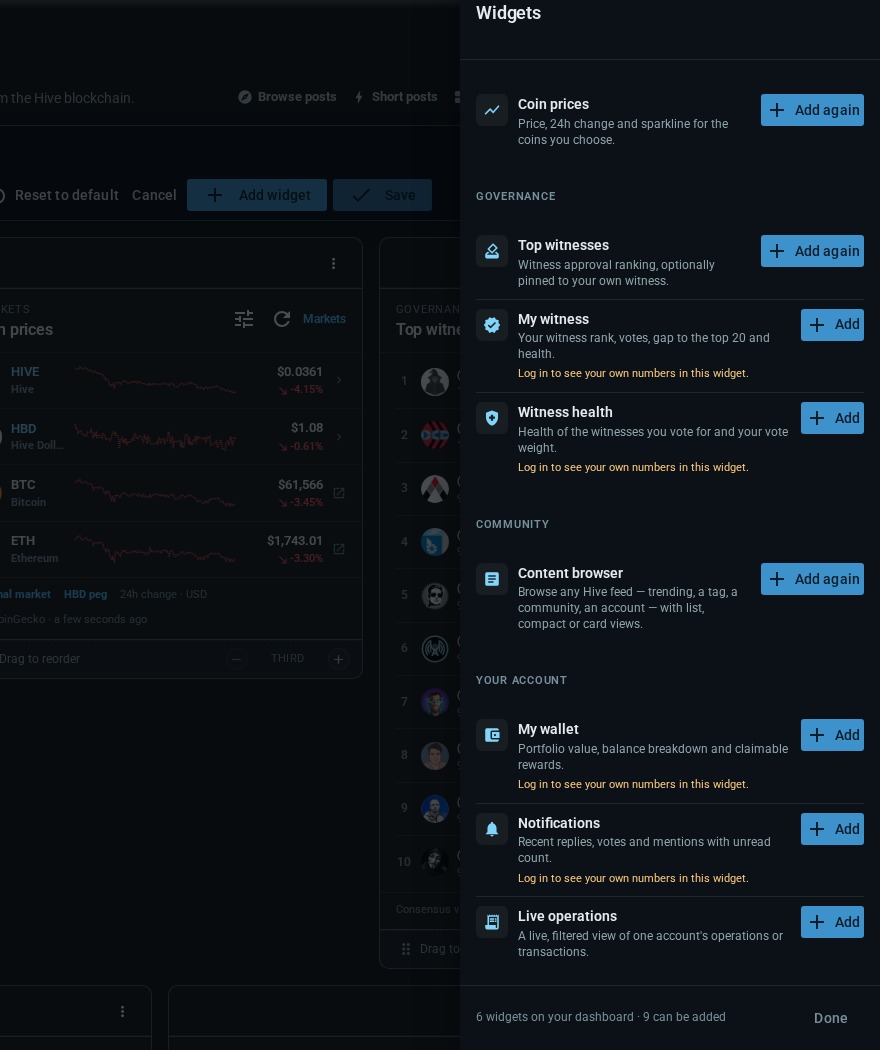 m the Hive blockchain.
Browse posts
Short posts
Reset to default
Cancel
Add widget
Save
KETS
n prices
Markets
HIVE
Hive
$0.0361
-4.15%
HBD
Hive Doll...
$1.08
-0.61%
BTC
Bitcoin
$61,566
-3.45%
ETH
Ethereum
$1,743.01
-3.30%
nal market
HBD peg
24h change · USD
oinGecko · a few seconds ago
Drag to reorder
THIRD
GOVERNAN
Top witne
1
2
3
4
5
6
7
8
9
10
Consensus v
Drag to
Widgets
Coin prices
Price, 24h change and sparkline for the
coins you choose.
Add again
GOVERNANCE
Top witnesses
Witness approval ranking, optionally
pinned to your own witness.
Add again
My witness
Your witness rank, votes, gap to the top 20 and
health.
Log in to see your own numbers in this widget.
Add
Witness health
Health of the witnesses you vote for and your vote
weight.
Log in to see your own numbers in this widget.
Add
COMMUNITY
Content browser
Browse any Hive feed — trending, a tag, a
community, an account — with list,
compact or card views.
Add again
YOUR ACCOUNT
My wallet
Portfolio value, balance breakdown and claimable
rewards.
Log in to see your own numbers in this widget.
Add
Notifications
Recent replies, votes and mentions with unread
count.
Log in to see your own numbers in this widget.
Add
Live operations
A live, filtered view of one account's operations or
transactions.
Add
6 widgets on your dashboard · 9 can be added
Done